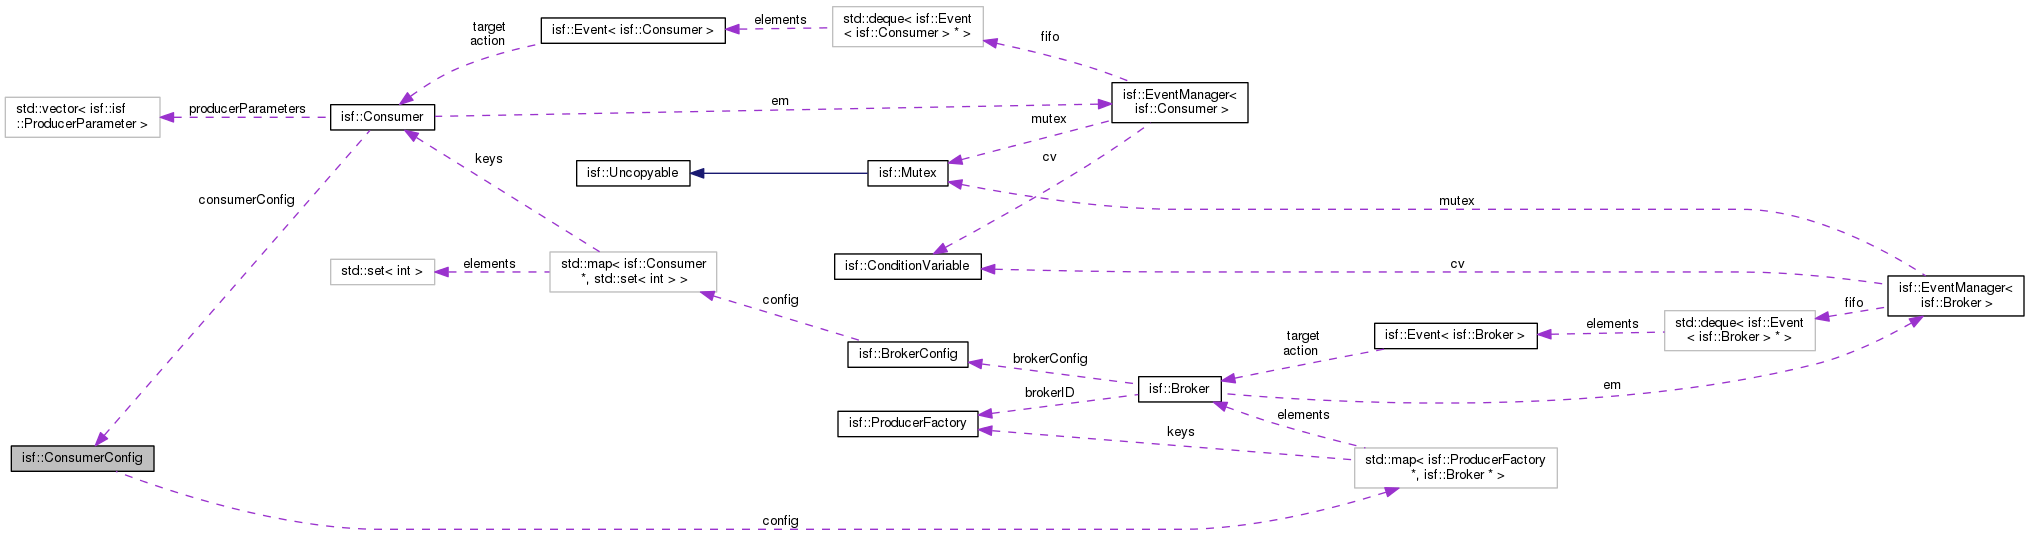 target
action
isf::Event< isf::Consumer >
elements
std::deque< isf::Event
< isf::Consumer > * >
fifo
std::vector< isf::isf
::ProducerParameter >
producerParameters
isf::Consumer
em
isf::EventManager<
isf::Consumer >
mutex
cv
keys
isf::Uncopyable
isf::Mutex
consumerConfig
mutex
std::set< int >
elements
std::map< isf::Consumer
*, std::set< int > >
isf::ConditionVariable
cv
isf::EventManager<
isf::Broker >
config
fifo
std::deque< isf::Event
< isf::Broker > * >
elements
isf::Event< isf::Broker >
target
action
isf::BrokerConfig
brokerConfig
isf::Broker
em
brokerID
isf::ProducerFactory
elements
keys
isf::ConsumerConfig
std::map< isf::ProducerFactory
*, isf::Broker * >
config